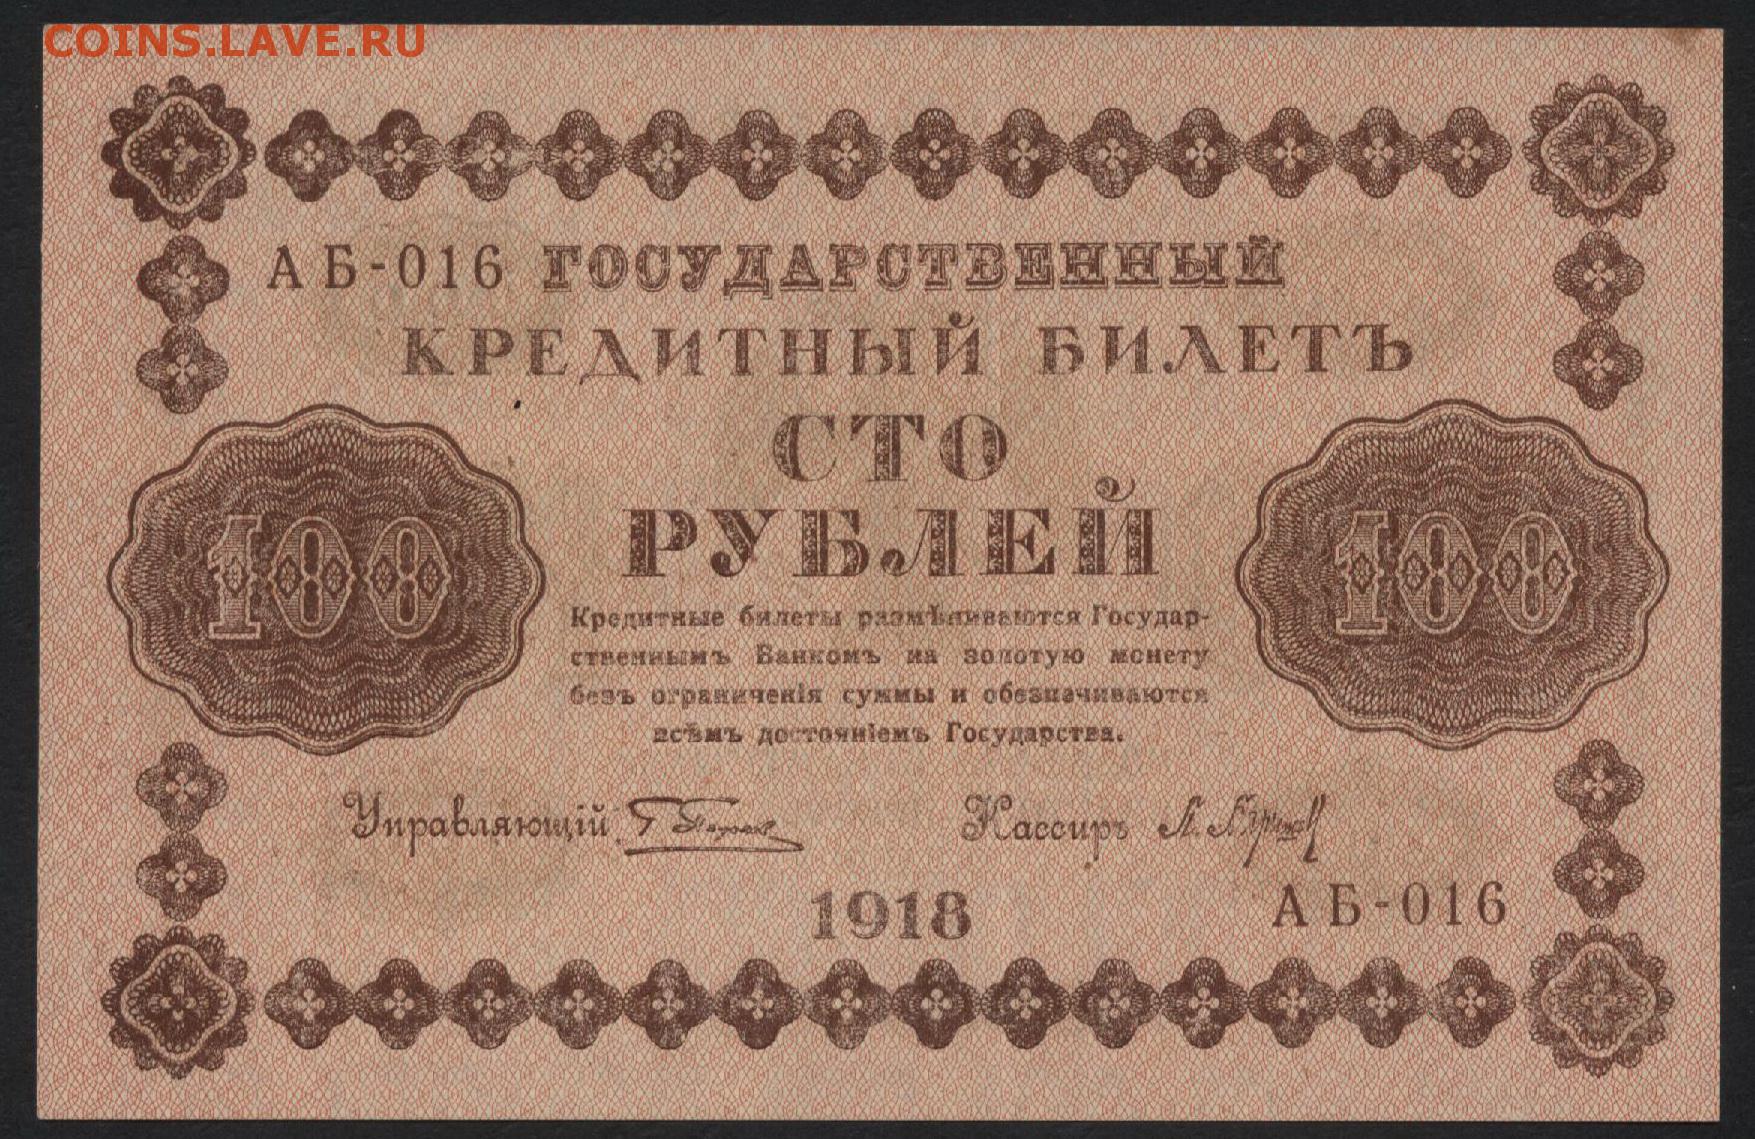 COINS.LAVE.RU
АБ-016 ГОСУДАРСТВЕННЫЙ
КРЕДИТНЫЙ БИЛЕТЪ
СТО
РУБЛЕЙ
100
100
Кредитные билеты размѣниваются Государ-
ственнымъ Банкомъ на золотую монету
безъ ограниченія суммы и обезпечиваются
всѣмъ достояніемъ Государства.
Управляющій
Кассиръ
1918
АБ-016